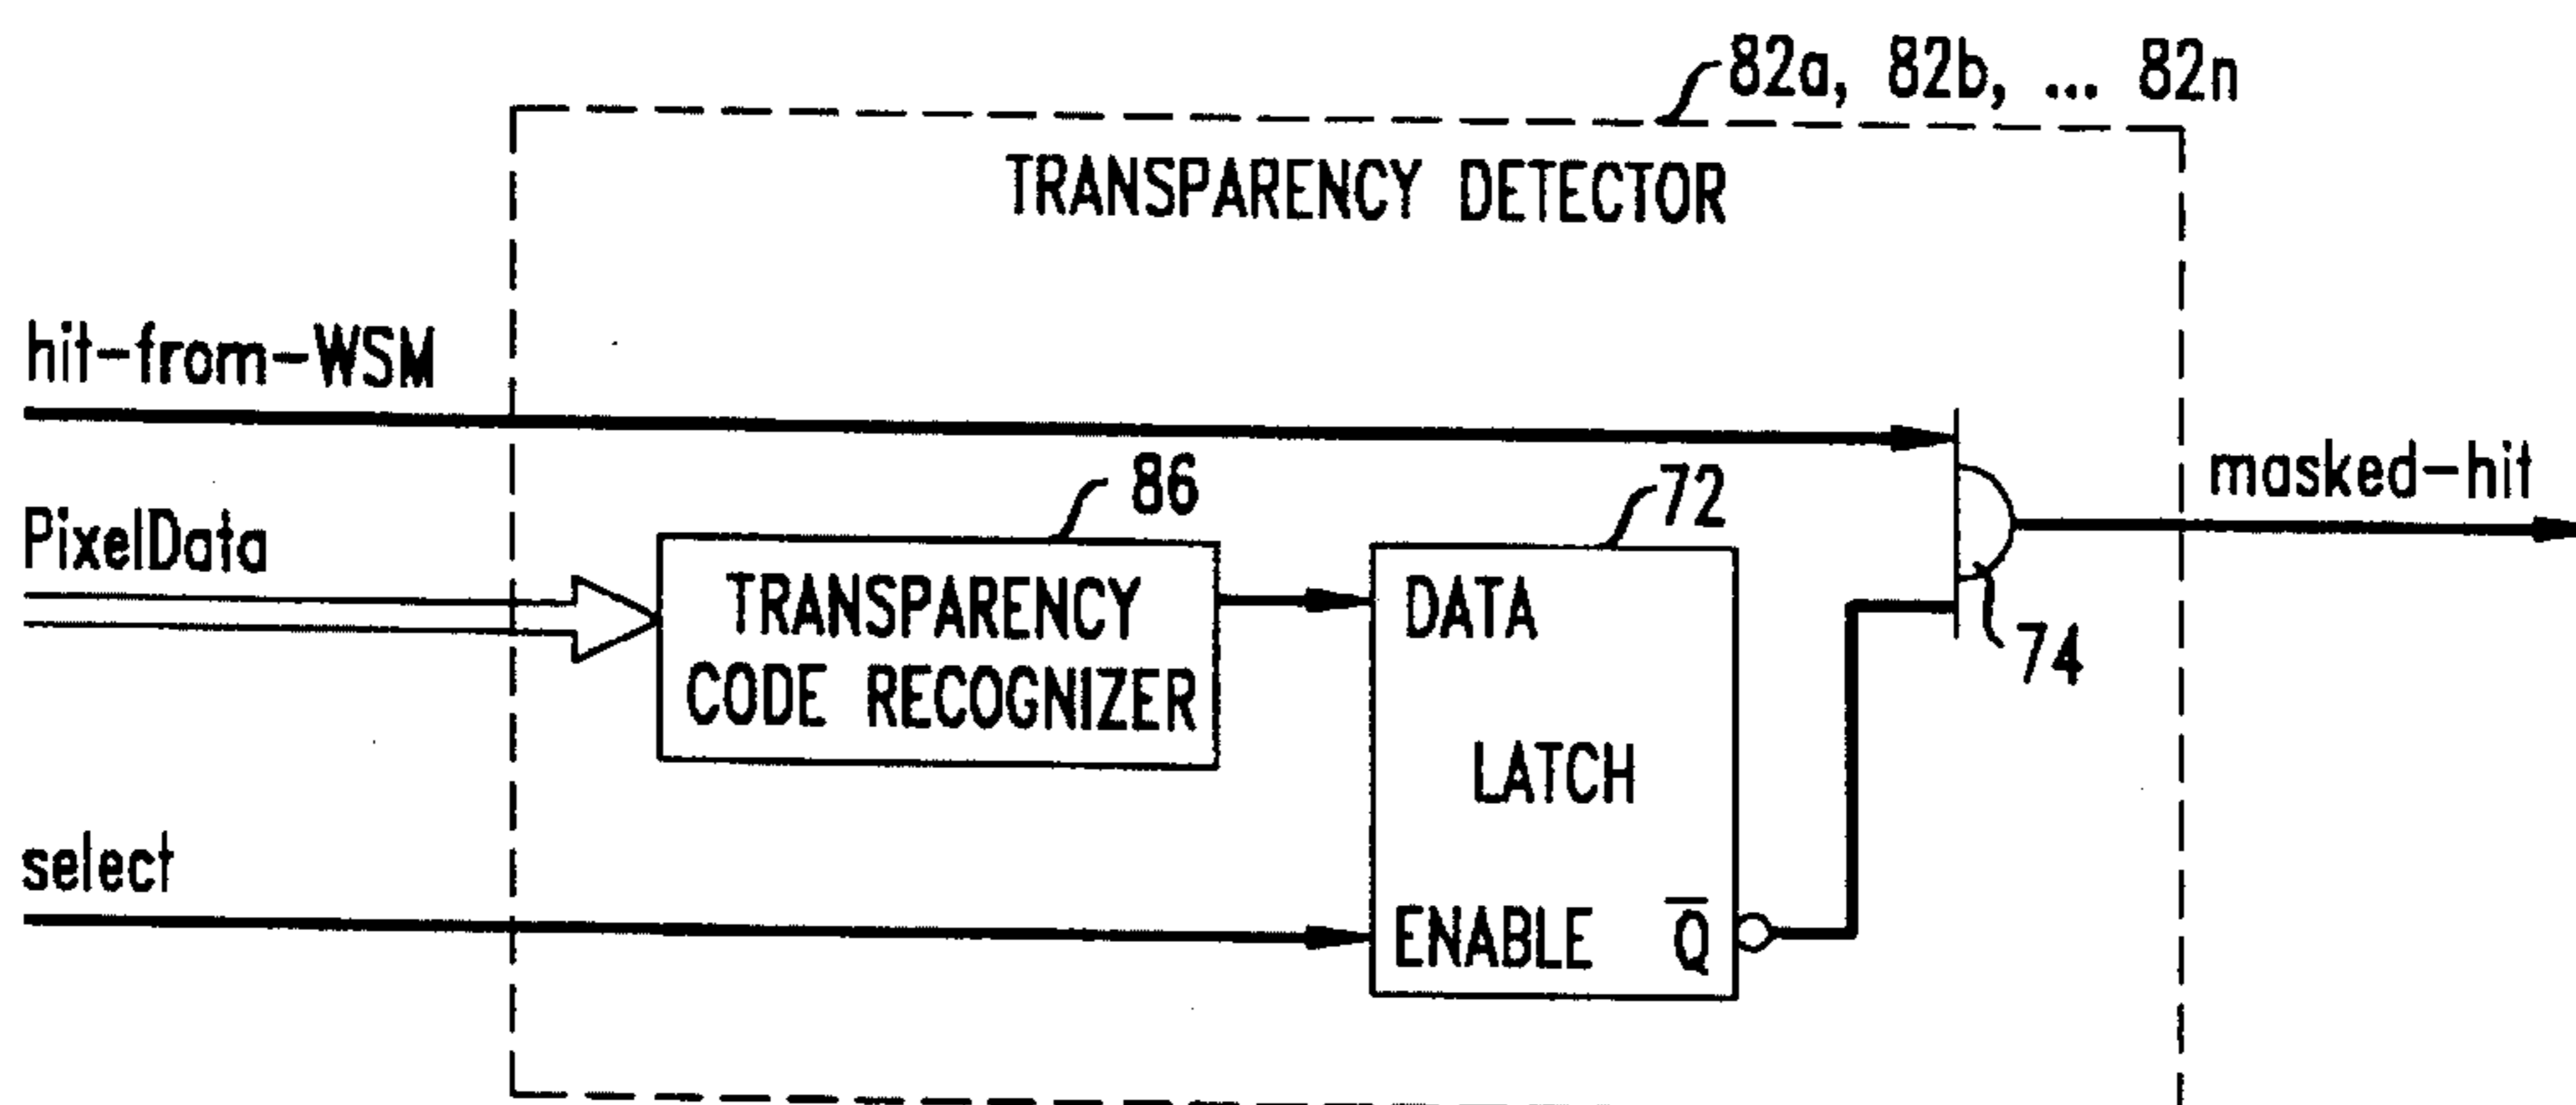 82a, 82b, ... 82n
TRANSPARENCY DETECTOR
hit-from-WSM
masked-hit
86
72
PixelData
TRANSPARENCY
CODE RECOGNIZER
DATA
74
LATCH
select
ENABLE Q̅